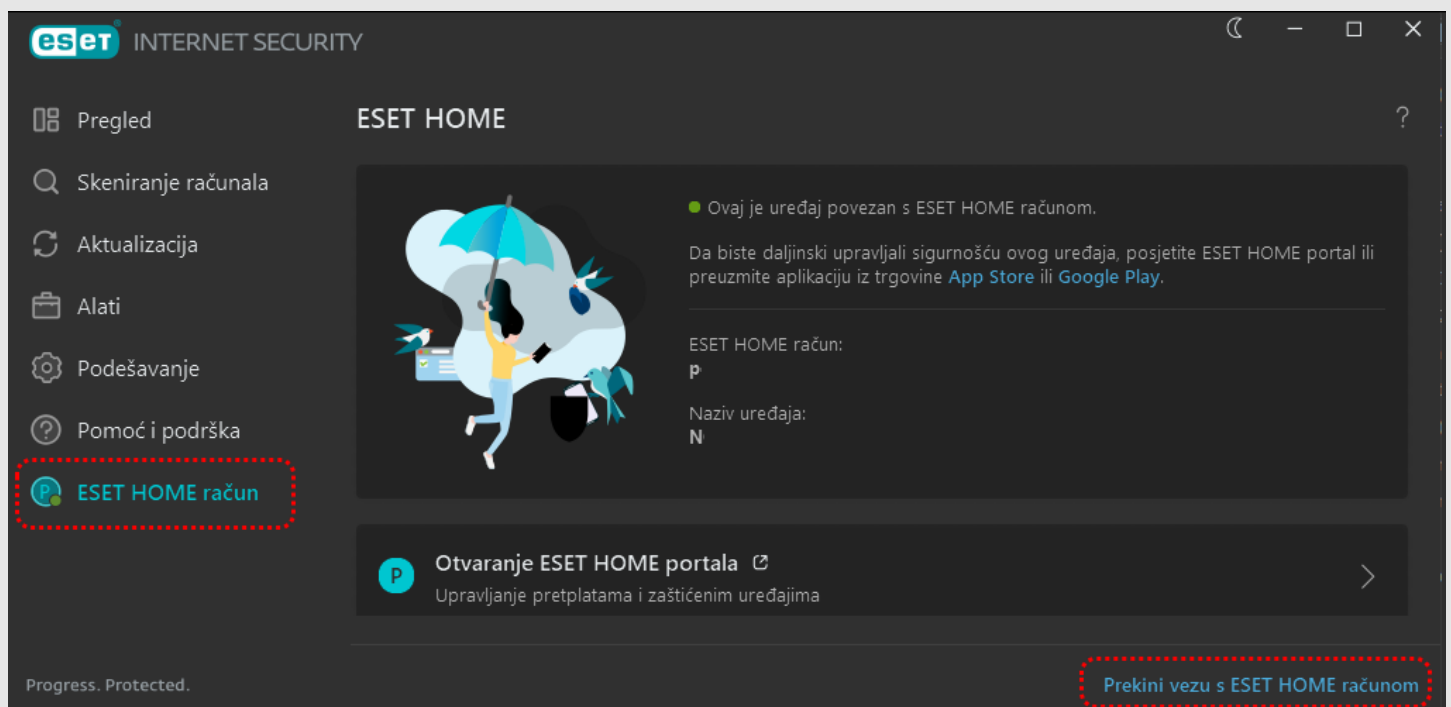 eset INTERNET SECURITY
Pregled
Skeniranje računala
Aktualizacija
Alati
Podešavanje
Pomoć i podrška
P ESET HOME račun
Progress. Protected.
ESET HOME
?
Ovaj je uređaj povezan s ESET HOME računom.
Da biste daljinski upravljali sigurnošću ovog uređaja, posjetite ESET HOME portal ili
preuzmite aplikaciju iz trgovine App Store ili Google Play.
ESET HOME račun:
p
Naziv uređaja:
N
P
Otvaranje ESET HOME portala
Upravljanje pretplatama i zaštićenim uređajima
Prekini vezu s ESET HOME računom